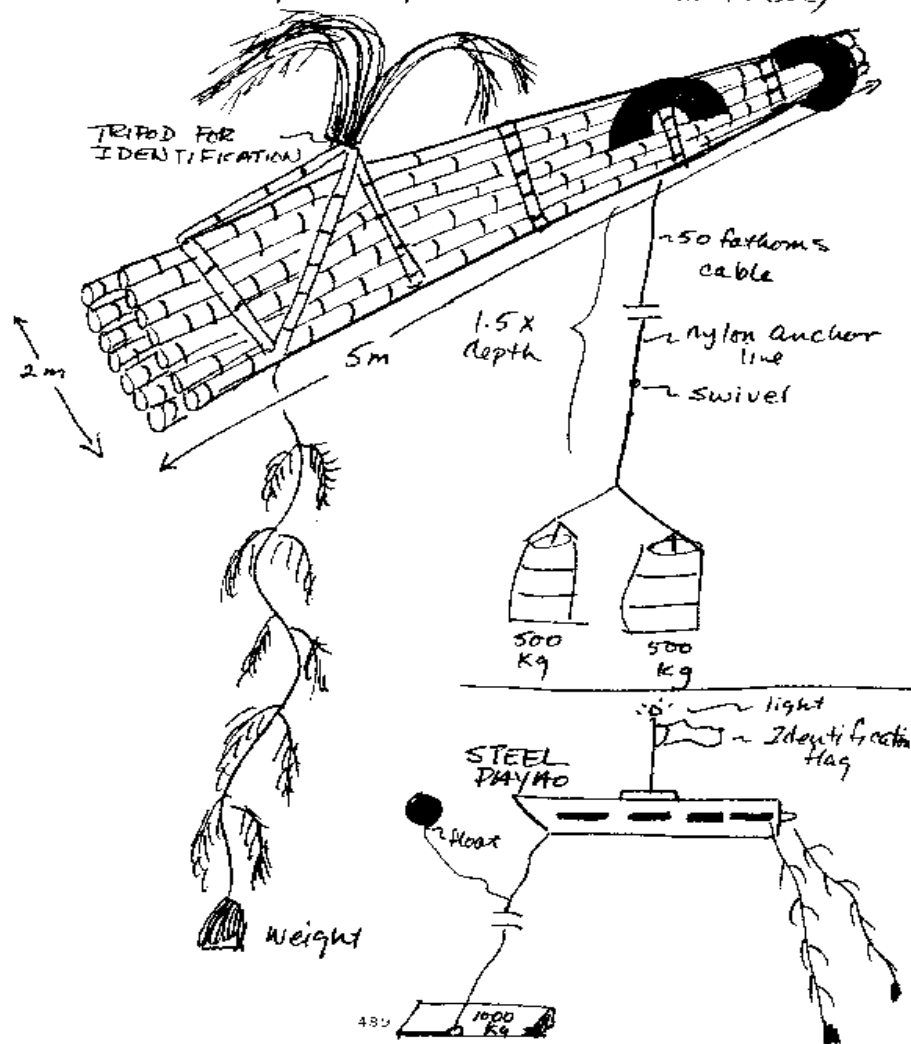 TRIPOD FOR
IDENTIFICATION
~50 fathoms
cable
1.5 x
depth
nylon anchor
line
swivel
2m
5m
500
Kg
500
Kg
light
Identification
flag
STEEL
PAYAO
float
Weight
1000
Kg
489